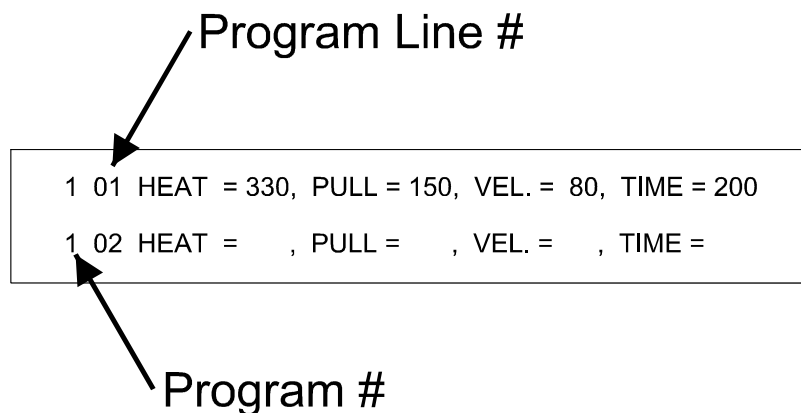 Program Line #
1 01 HEAT = 330, PULL = 150, VEL. = 80, TIME = 200
1 02 HEAT = , PULL = , VEL. = , TIME =
Program #